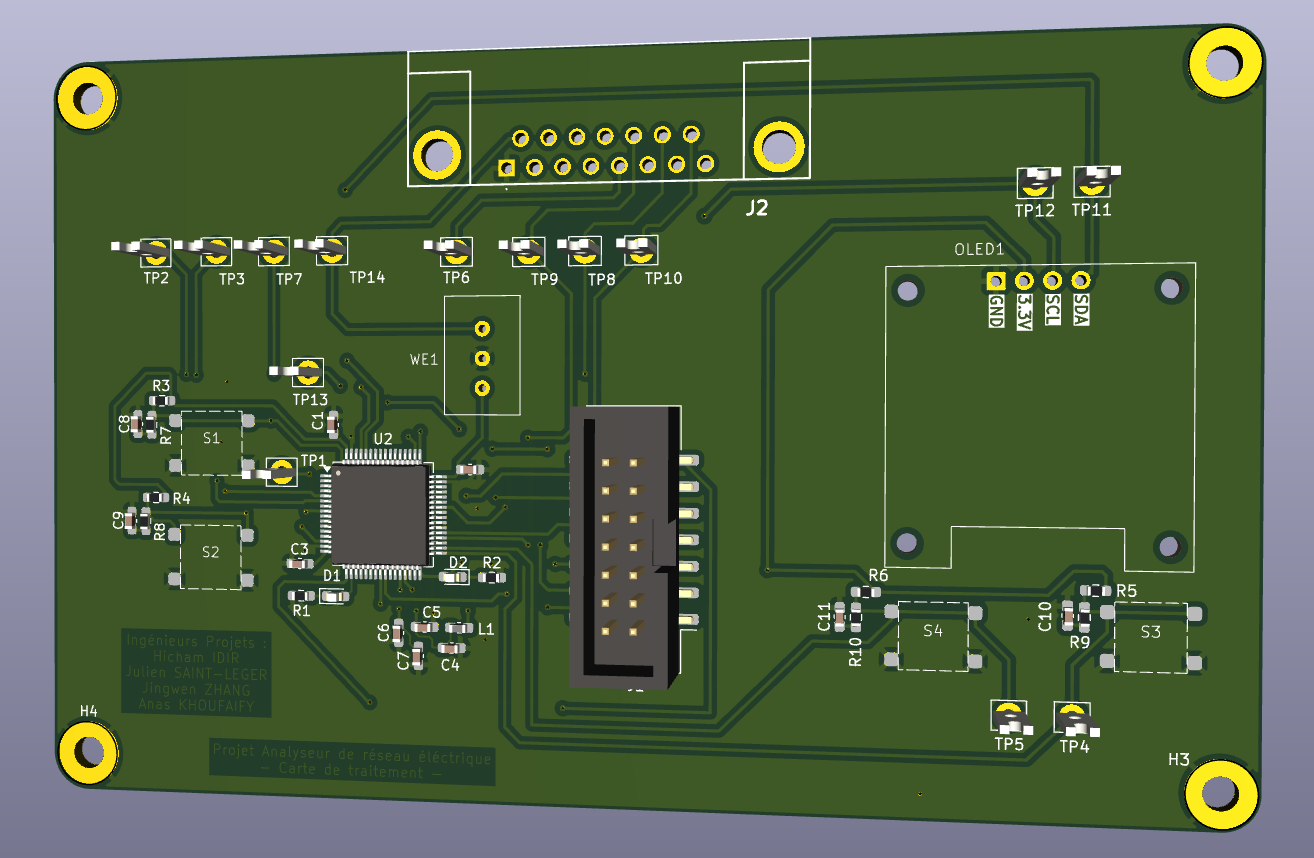 J2
TP12
TP11
TP2
TP3
TP7
TP14
TP6
TP9
TP8
TP10
OLED1
GND
3.3V
SCL
SDA
WE1
TP13
R3
C8
R7
S1
C1
U2
TP1
R4
C9
R8
S2
C3
D1
R1
D2
R2
C5
C6
L1
C7
C4
R6
R5
C11
R10
S4
C10
R9
S3
Ingénieurs Projets :
Hicham IDIR
Julien SAINT-LEGER
Jingwen ZHANG
Anas KHOUFAIFY
H4
TP5
TP4
H3
Projet Analyseur de réseau éléctrique
- Carte de traitement -